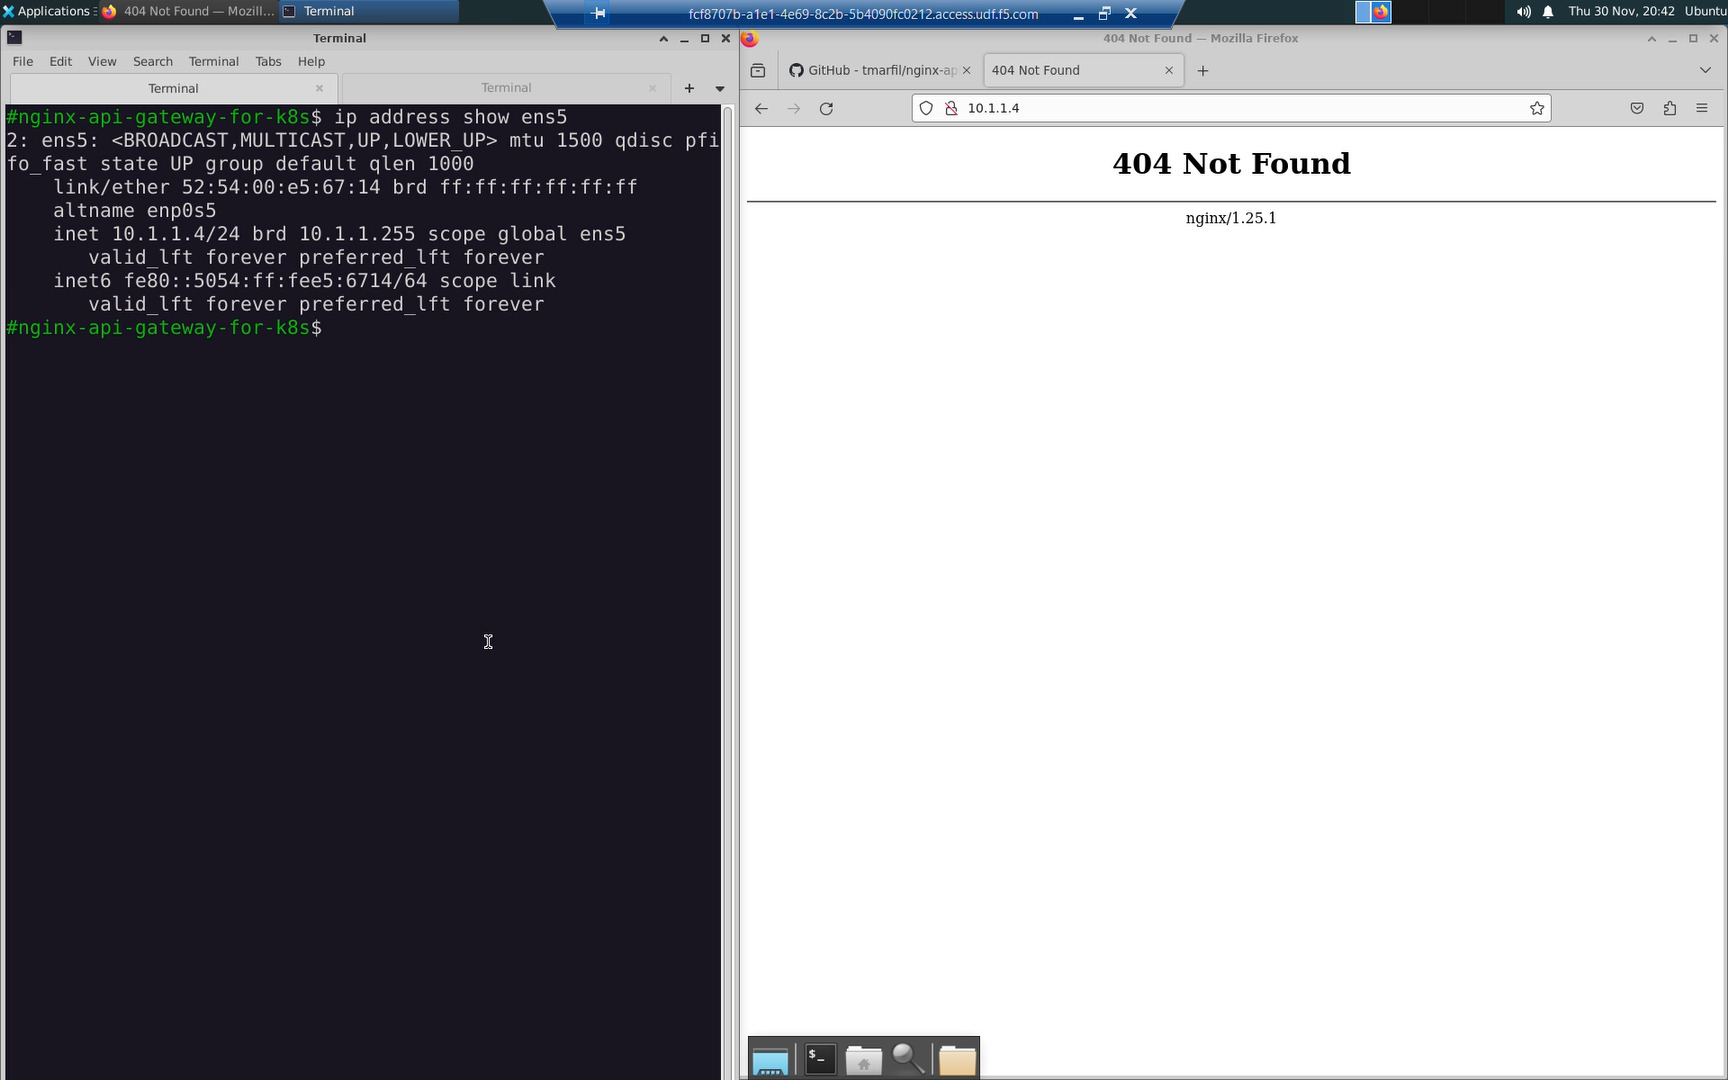 Applications
404 Not Found — Mozill...
Terminal
fcf8707b-a1e1-4e69-8c2b-5b4090fc0212.access.udf.f5.com
Thu 30 Nov, 20:42
Ubuntu
Terminal
File Edit View Search Terminal Tabs Help
Terminal
Terminal
#nginx-api-gateway-for-k8s$ ip address show ens5
2: ens5: <BROADCAST,MULTICAST,UP,LOWER_UP> mtu 1500 qdisc pfi
fo_fast state UP group default qlen 1000
link/ether 52:54:00:e5:67:14 brd ff:ff:ff:ff:ff:ff
altname enp0s5
inet 10.1.1.4/24 brd 10.1.1.255 scope global ens5
valid_lft forever preferred_lft forever
inet6 fe80::5054:ff:fee5:6714/64 scope link
valid_lft forever preferred_lft forever
#nginx-api-gateway-for-k8s$
404 Not Found — Mozilla Firefox
GitHub - tmarfil/nginx-ap
404 Not Found
10.1.1.4
404 Not Found
nginx/1.25.1
$_